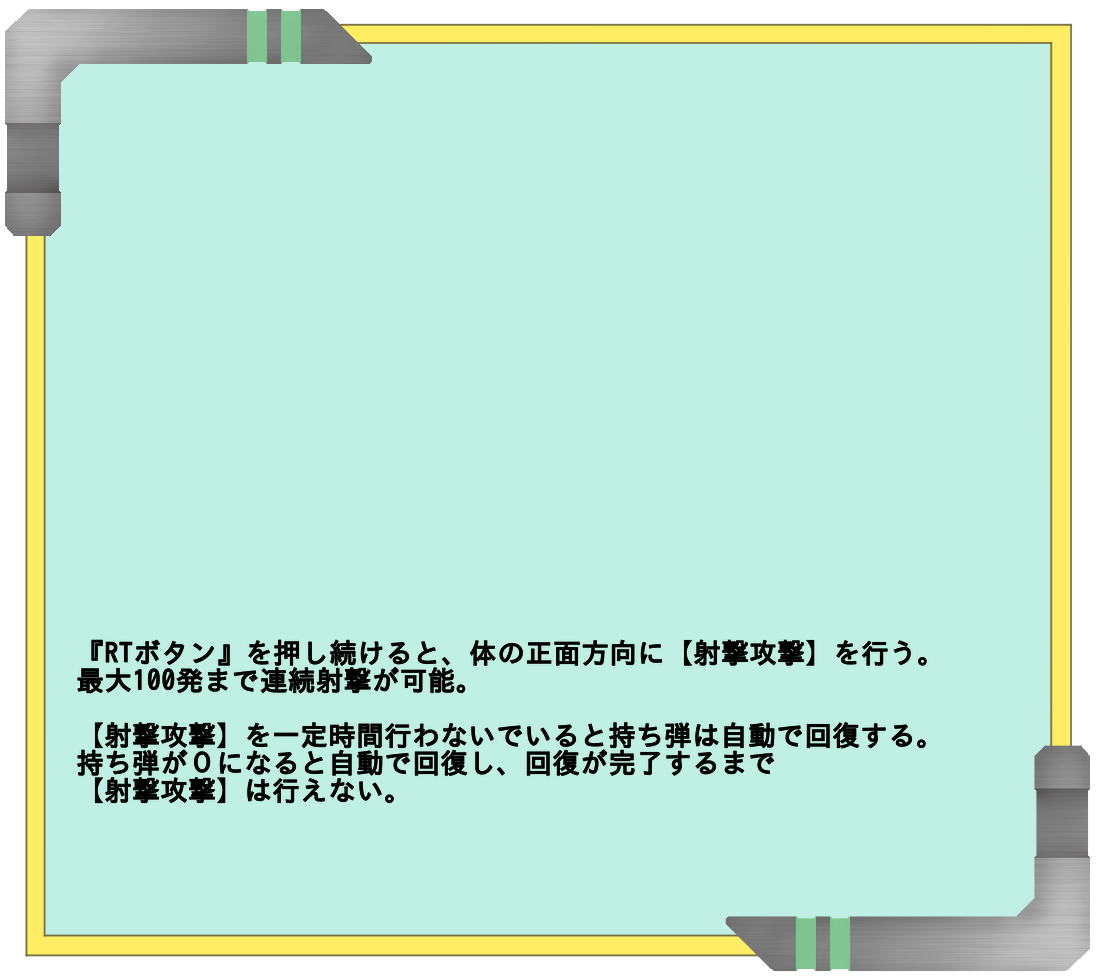 『RTボタン』を押し続けると、体の正面方向に【射撃攻撃】を行う。
最大100発まで連続射撃が可能。
【射撃攻撃】を一定時間行わないでいると持ち弾は自動で回復する。
持ち弾が０になると自動で回復し、回復が完了するまで
【射撃攻撃】は行えない。